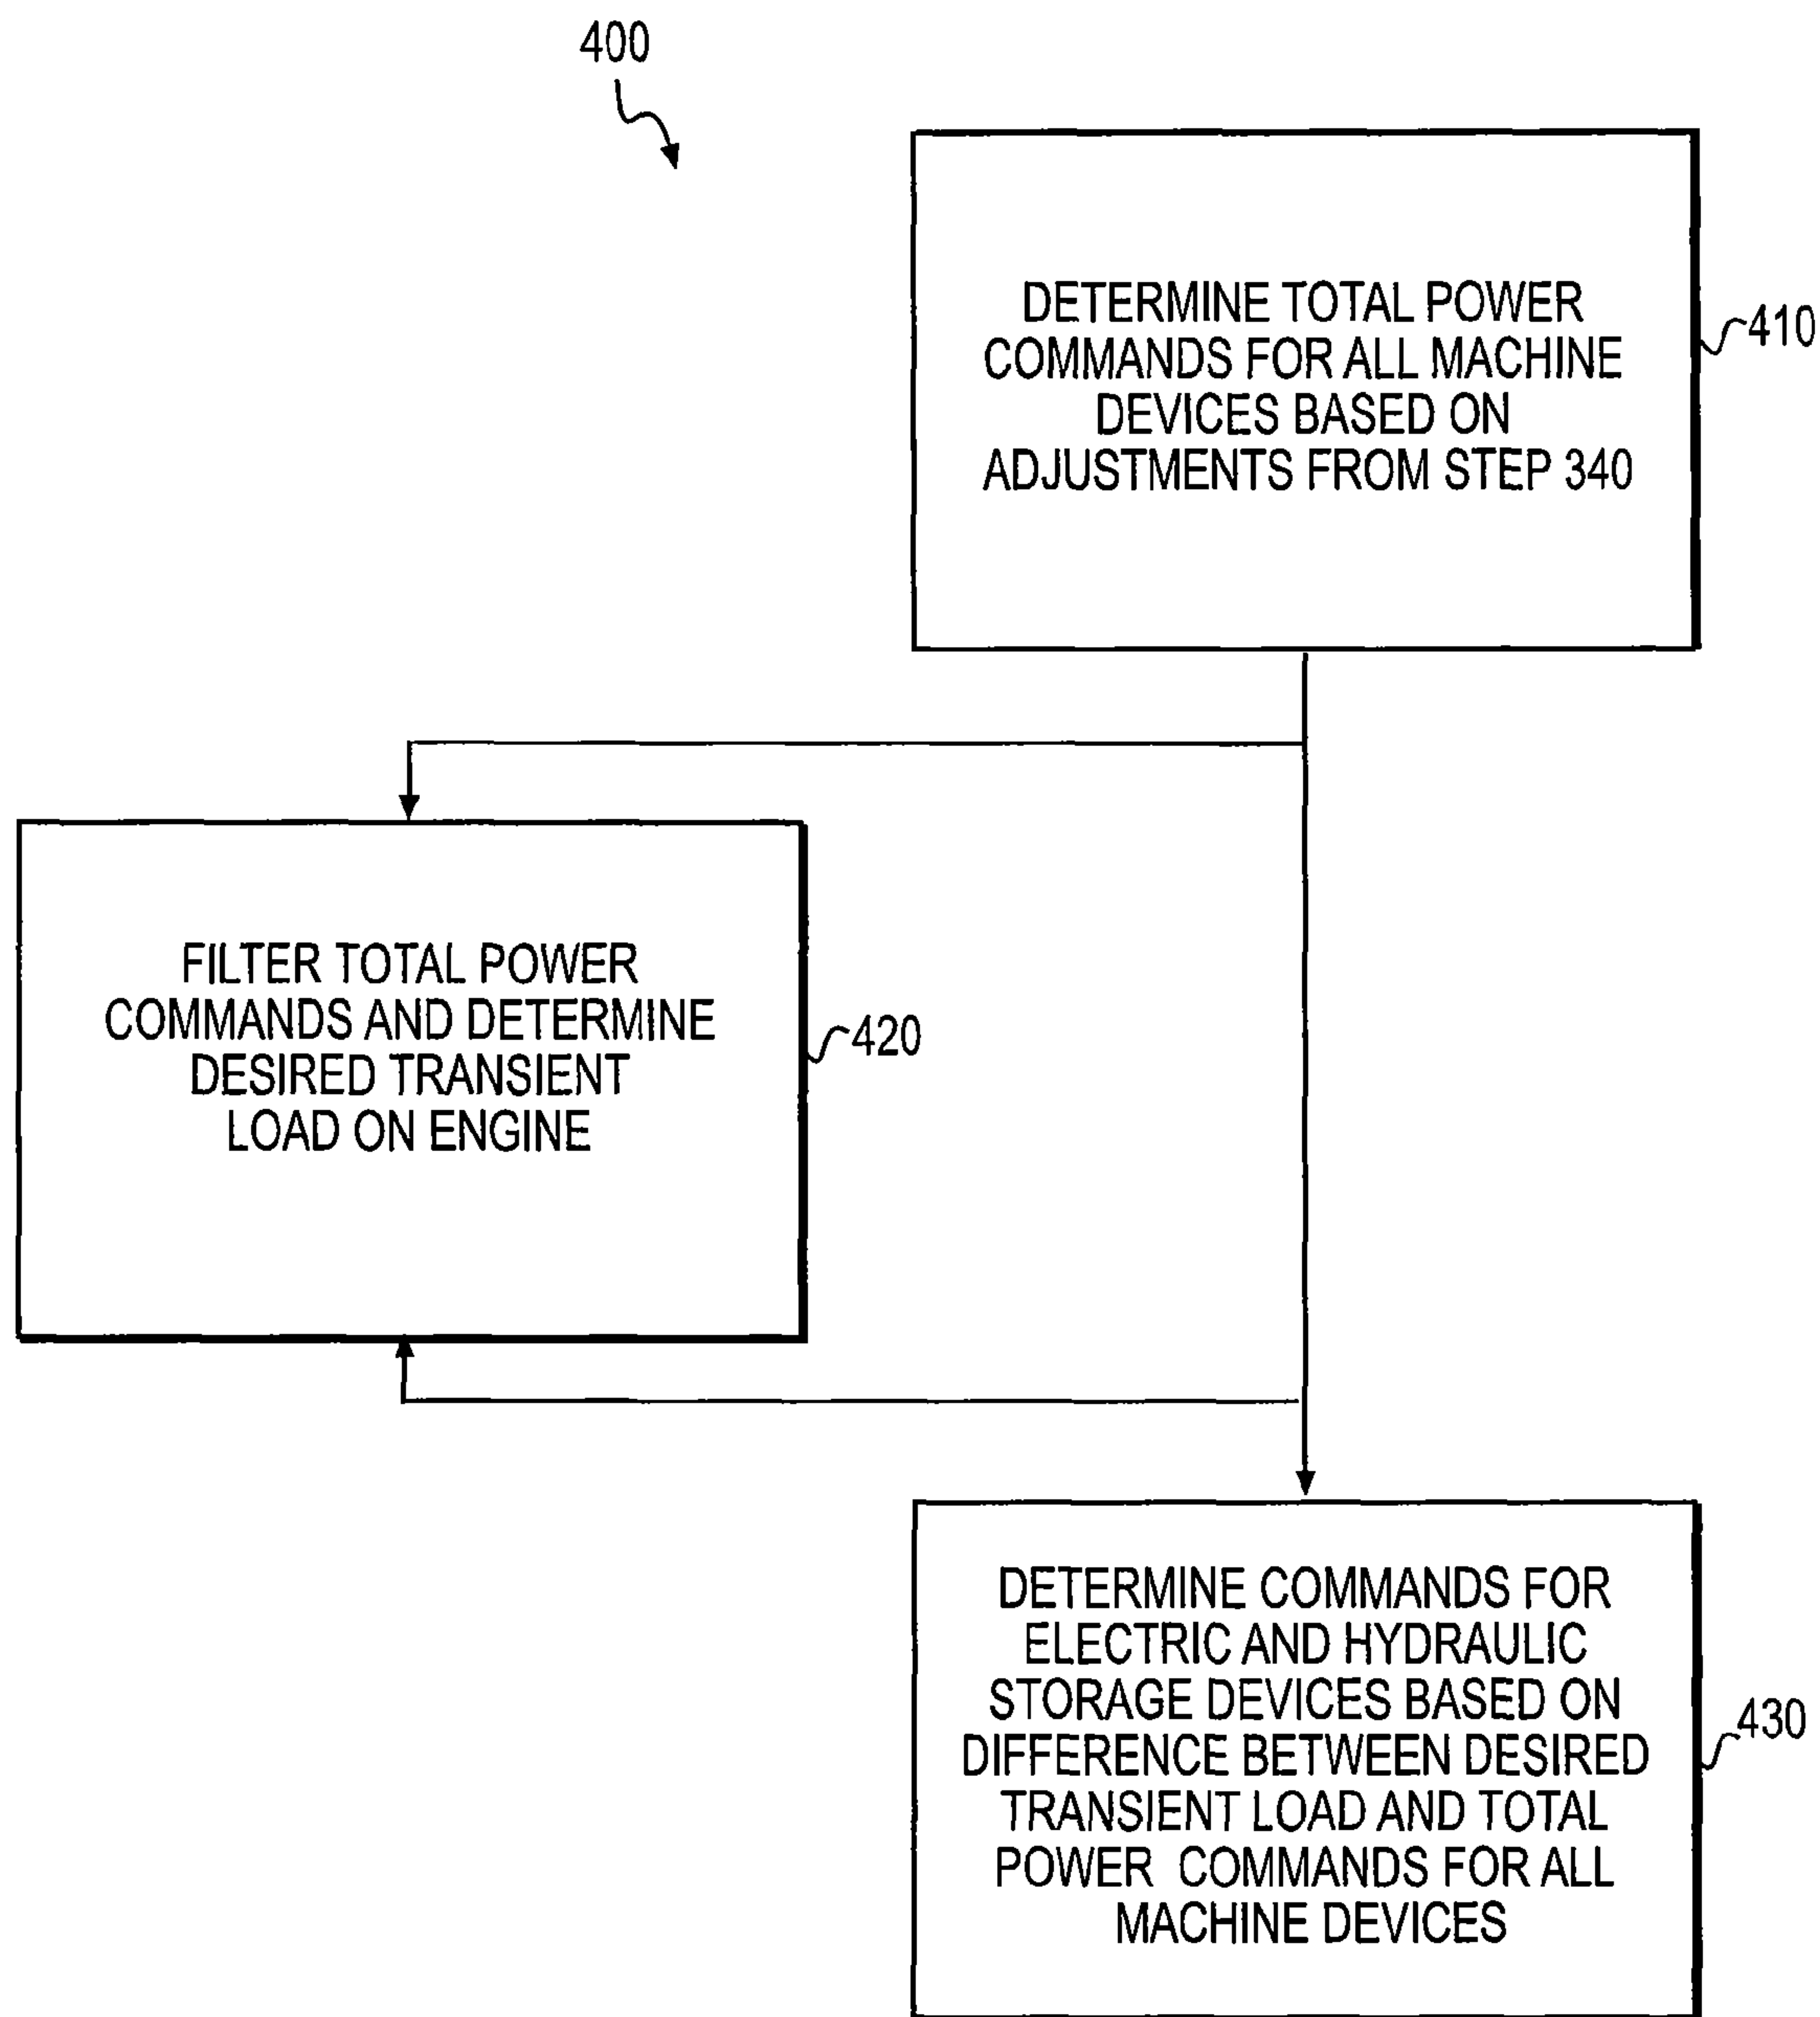 400
DETERMINE TOTAL POWER
COMMANDS FOR ALL MACHINE
DEVICES BASED ON
ADJUSTMENTS FROM STEP 340
410
FILTER TOTAL POWER
COMMANDS AND DETERMINE
DESIRED TRANSIENT
LOAD ON ENGINE
420
DETERMINE COMMANDS FOR
ELECTRIC AND HYDRAULIC
STORAGE DEVICES BASED ON
DIFFERENCE BETWEEN DESIRED
TRANSIENT LOAD AND TOTAL
POWER COMMANDS FOR ALL
MACHINE DEVICES
430